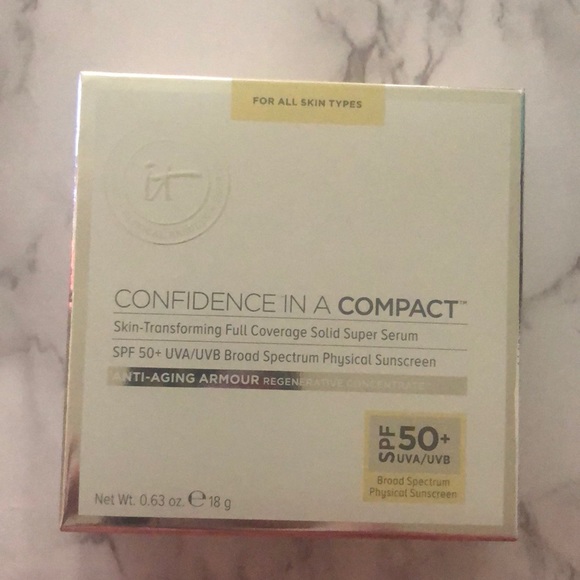 FOR ALL SKIN TYPES
it
CONFIDENCE IN A COMPACT™
Skin-Transforming Full Coverage Solid Super Serum
SPF 50+ UVA/UVB Broad Spectrum Physical Sunscreen
ANTI-AGING ARMOUR REGENERATIVE CONCENTRATE
SPF 50+
UVA/UVB
Broad Spectrum
Physical Sunscreen
Net Wt. 0.63 oz. ℮ 18 g